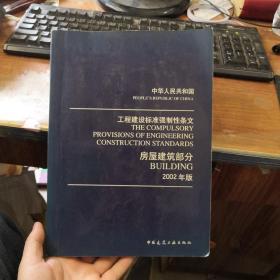 中华人民共和国
PEOPLE'S REPUBLIC OF CHINA
工程建设标准强制性条文
THE COMPULSORY
PROVISIONS OF ENGINEERING
CONSTRUCTION STANDARDS
房屋建筑部分
BUILDING
2002年版
中国建筑工业出版社